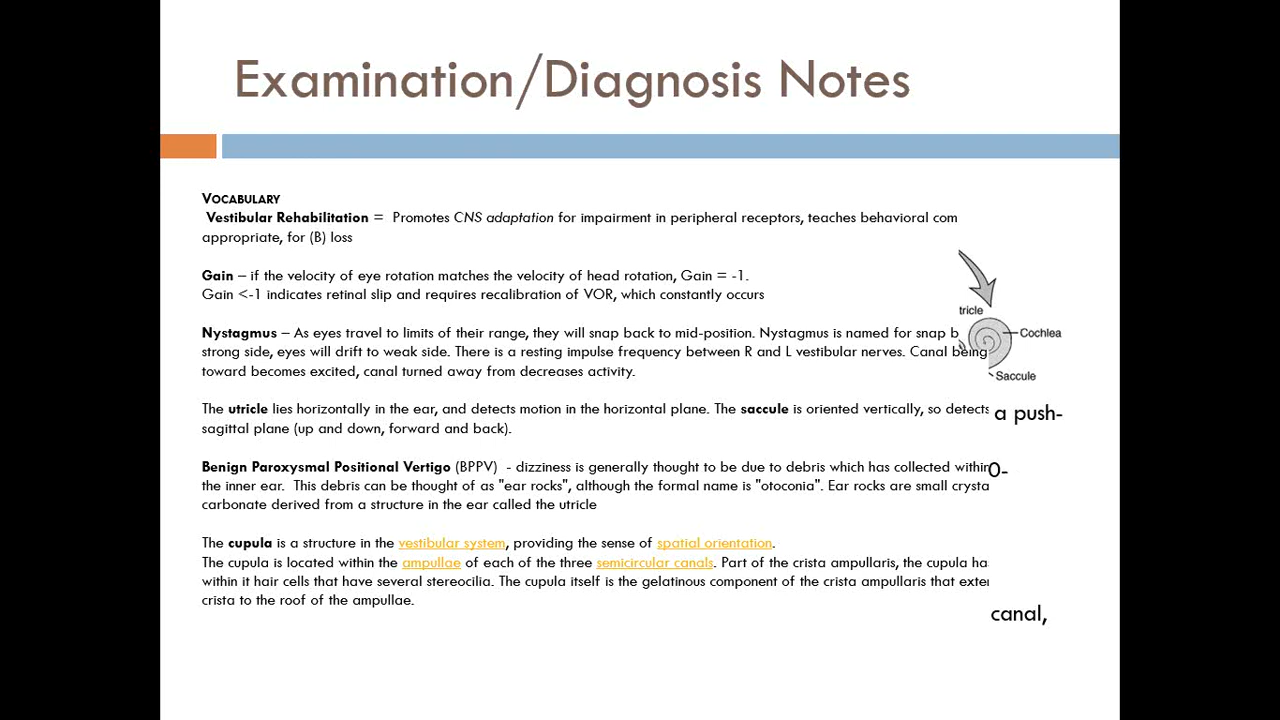 Examination/Diagnosis Notes
VOCABULARY
Vestibular Rehabilitation = Promotes CNS adaptation for impairment in peripheral receptors, teaches behavioral com
appropriate, for (B) loss
Gain – if the velocity of eye rotation matches the velocity of head rotation, Gain = -1.
Gain <-1 indicates retinal slip and requires recalibration of VOR, which constantly occurs
tricle
Nystagmus – As eyes travel to limits of their range, they will snap back to mid-position. Nystagmus is named for snap b
Cochlea
strong side, eyes will drift to weak side. There is a resting impulse frequency between R and L vestibular nerves. Canal being
toward becomes excited, canal turned away from decreases activity.
Saccule
The utricle lies horizontally in the ear, and detects motion in the horizontal plane. The saccule is oriented vertically, so detects
a push-
sagittal plane (up and down, forward and back).
Benign Paroxysmal Positional Vertigo (BPPV) - dizziness is generally thought to be due to debris which has collected within
0-
the inner ear. This debris can be thought of as "ear rocks", although the formal name is "otoconia". Ear rocks are small crysta
carbonate derived from a structure in the ear called the utricle
The cupula is a structure in the vestibular system, providing the sense of spatial orientation.
The cupula is located within the ampullae of each of the three semicircular canals. Part of the crista ampullaris, the cupula ha
within it hair cells that have several stereocilia. The cupula itself is the gelatinous component of the crista ampullaris that exte
crista to the roof of the ampullae.
canal,